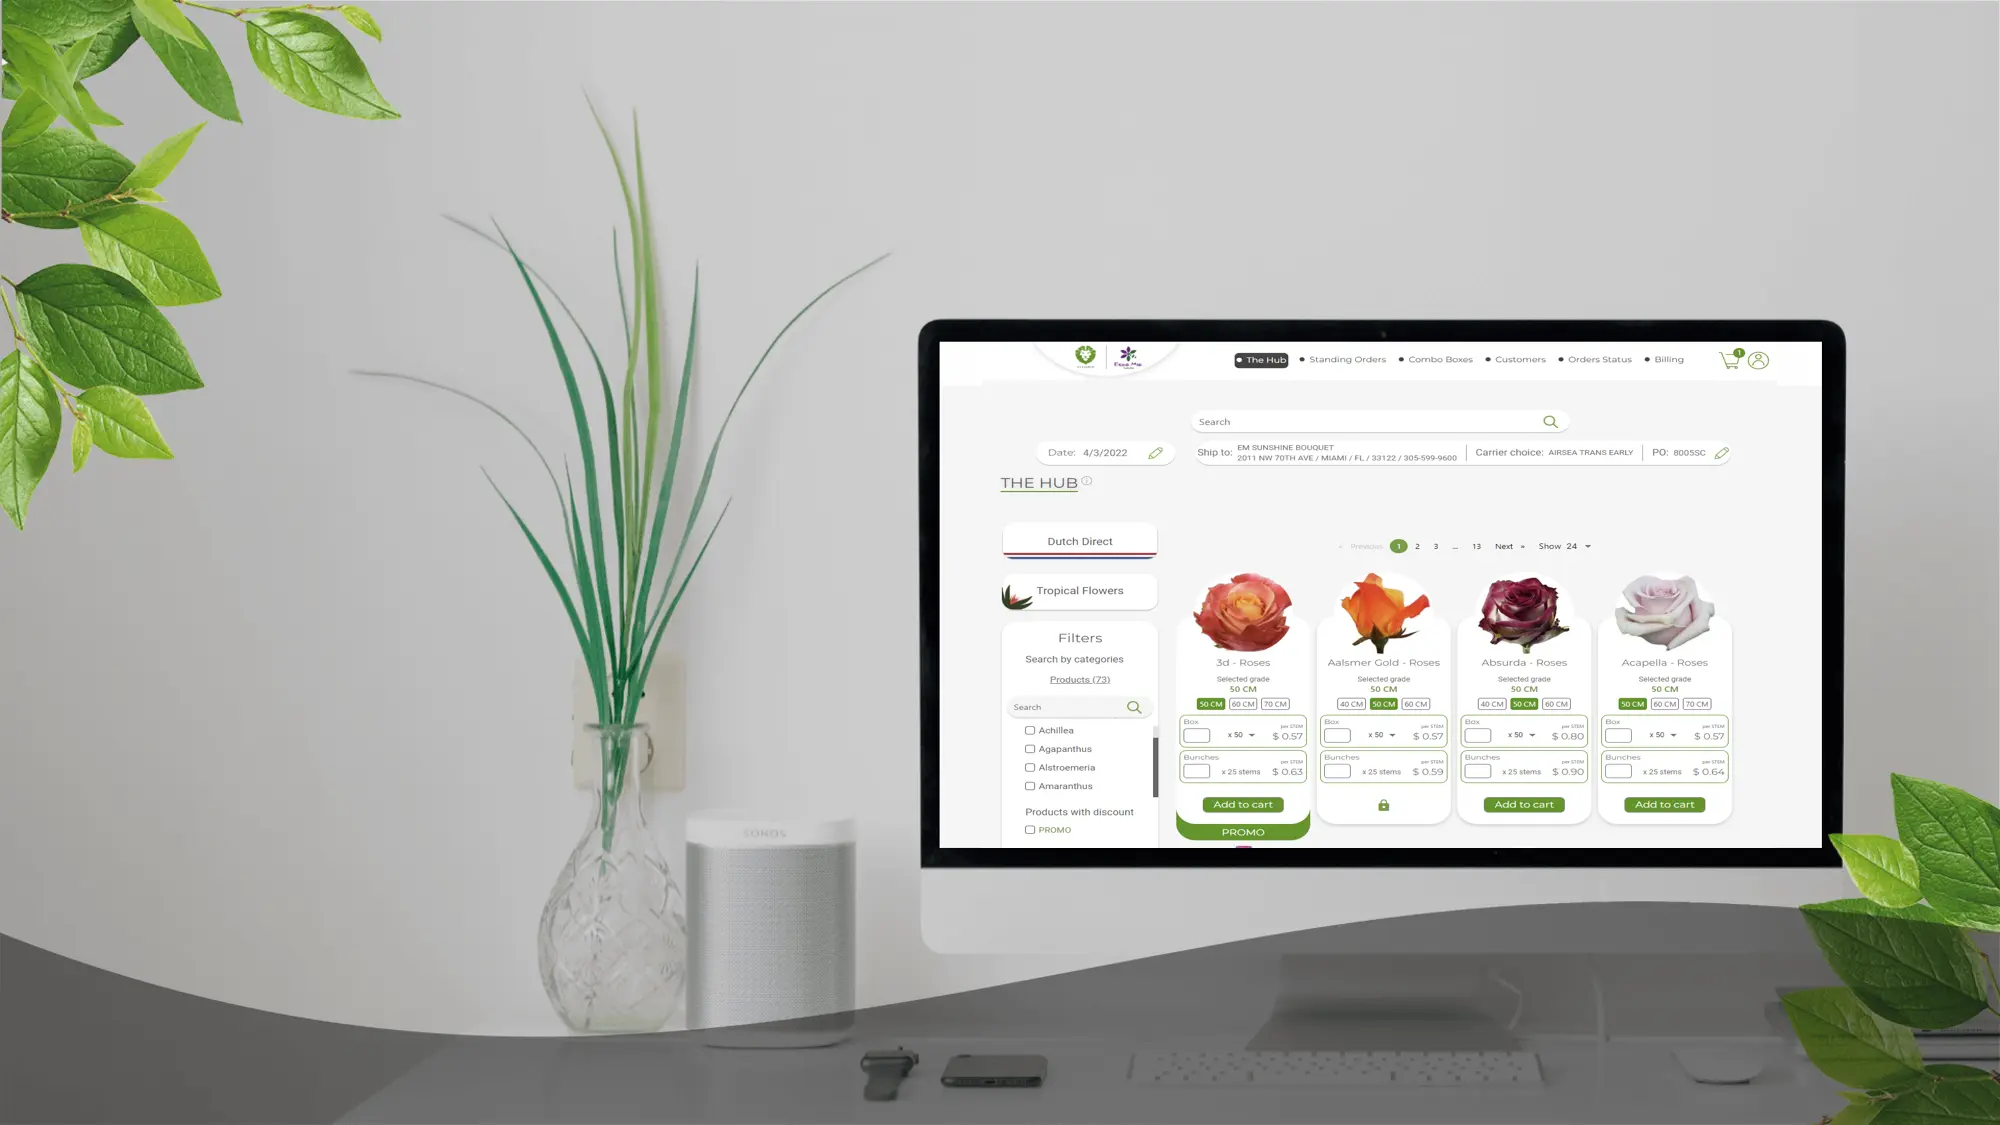 The Hub
Standing Orders
Combo Boxes
Customers
Orders Status
Billing
1
Search
Date: 4/3/2022
Ship to: EM SUNSHINE BOUQUET
2011 NW 70TH AVE / MIAMI / FL / 33122 / 305-599-9600
Carrier choice: AIRSEA TRANS EARLY
PO: 8005SC
THE HUB
Dutch Direct
Tropical Flowers
Filters
Search by categories
Products (73)
Search
Achillea
Agapanthus
Alstroemeria
Amaranthus
Products with discount
PROMO
« Previous 1 2 3 ... 13 Next » Show 24
3d - Roses
Selected grade
50 CM
50 CM 60 CM 70 CM
Box
x 50
per STEM
$ 0.57
Bunches
x 25 stems
per STEM
$ 0.63
Add to cart
PROMO
Aalsmer Gold - Roses
Selected grade
50 CM
40 CM 50 CM 60 CM
Box
x 50
per STEM
$ 0.57
Bunches
x 25 stems
per STEM
$ 0.59
Absurda - Roses
Selected grade
50 CM
40 CM 50 CM 60 CM
Box
x 50
per STEM
$ 0.80
Bunches
x 25 stems
per STEM
$ 0.90
Add to cart
Acapella - Roses
Selected grade
50 CM
50 CM 60 CM 70 CM
Box
x 50
per STEM
$ 0.57
Bunches
x 25 stems
per STEM
$ 0.64
Add to cart
SONOS